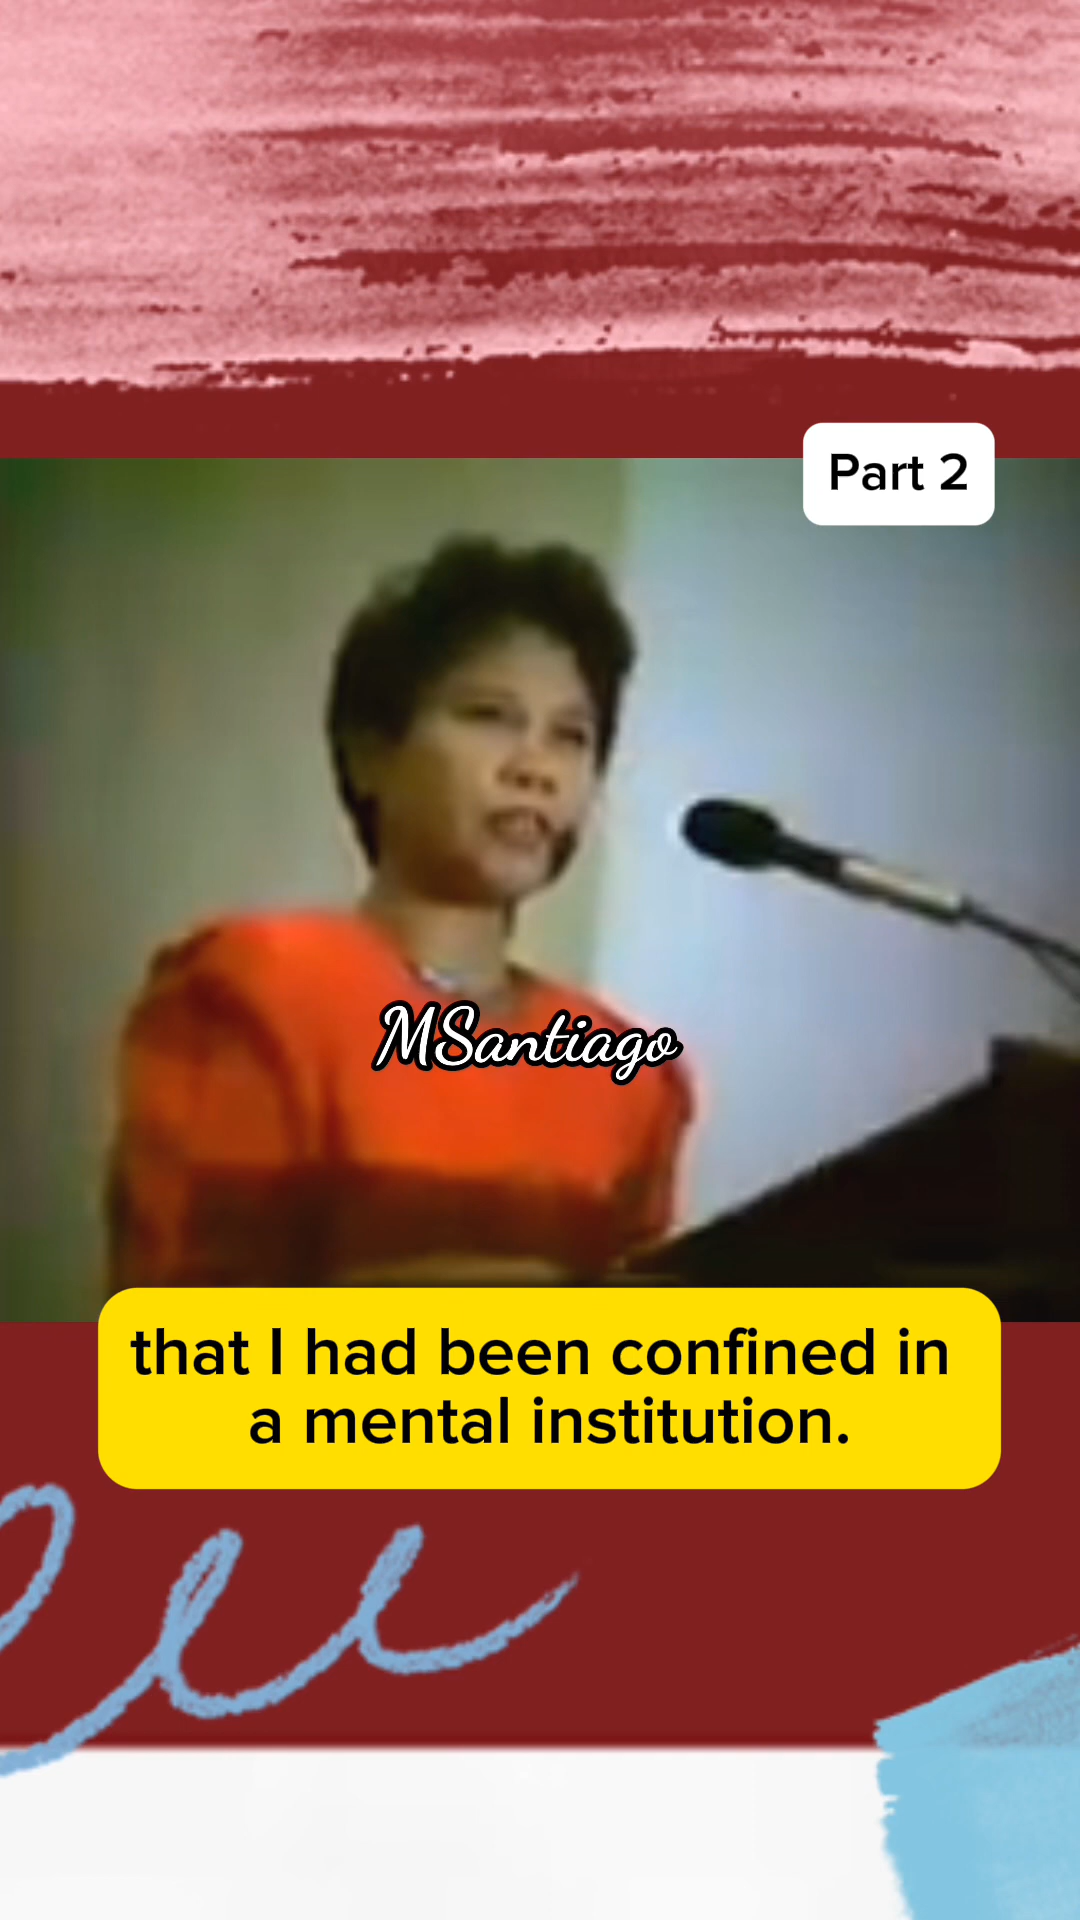 Part 2
MSantiago
that I had been confined in
a mental institution.